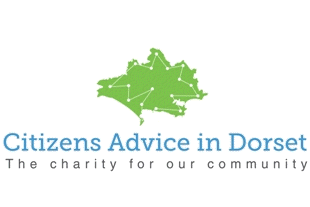 Citizens Advice in Dorset
The charity for our community